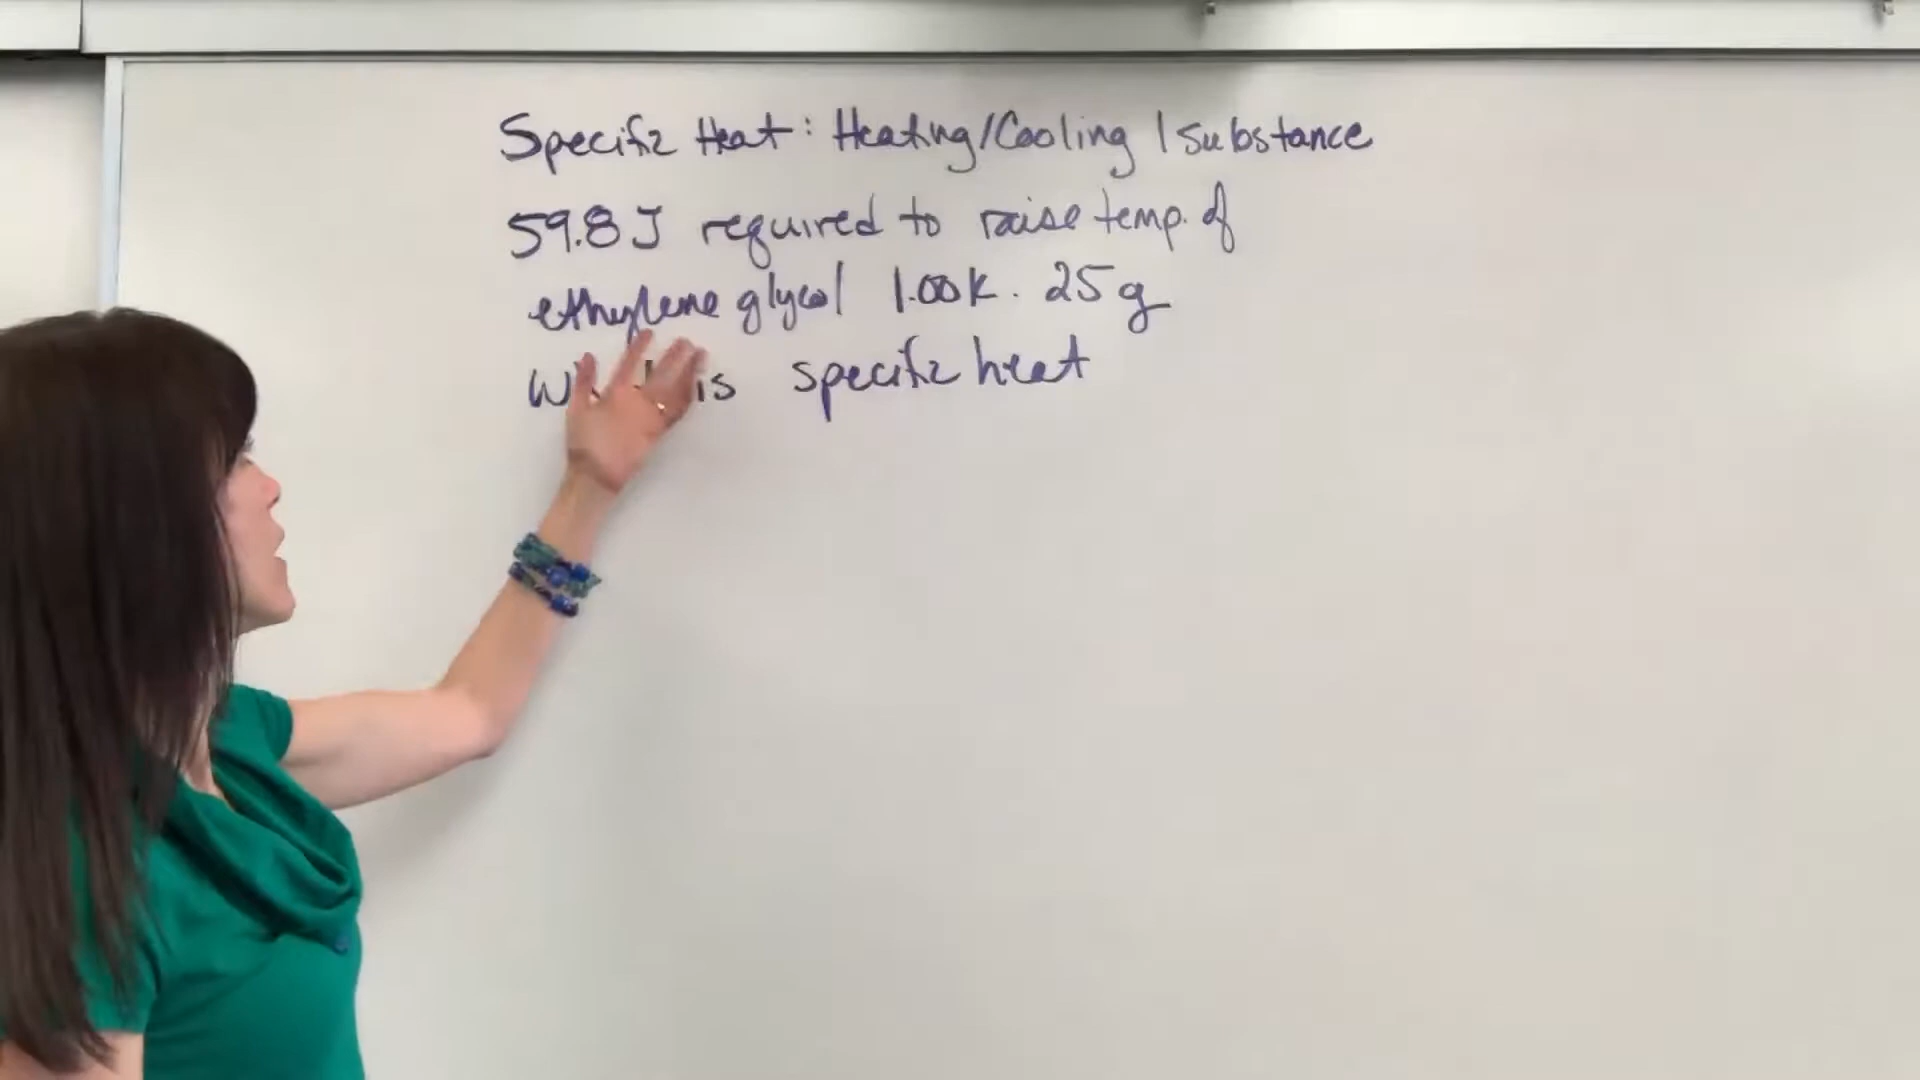 Specific Heat: Heating/Cooling 1 substance
59.8 J required to raise temp. of
ethylene glycol 1.00K. 25 g
is specific heat